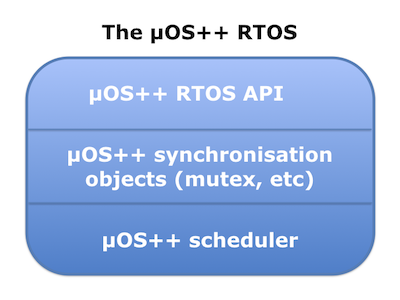 The µOS++ RTOS
µOS++ RTOS API
µOS++ synchronisation
objects (mutex, etc)
µOS++ scheduler